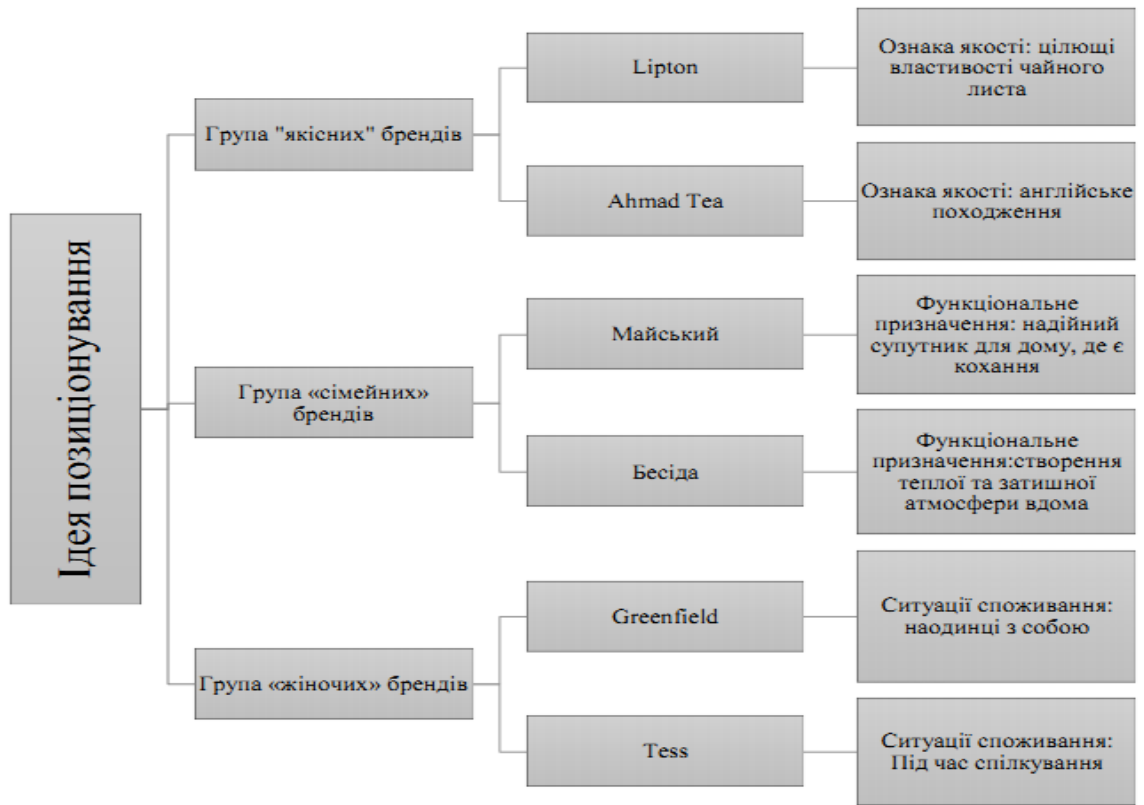 Ідея позиціонування
Група "якісних" брендів
Lipton
Ознака якості: цілющі
властивості чайного
листа
Ahmad Tea
Ознака якості: англійське
походження
Група «сімейних»
брендів
Майський
Функціональне
призначення: надійний
супутник для дому, де є
кохання
Бесіда
Функціональне
призначення:створення
теплої та затишної
атмосфери вдома
Група «жіночих» брендів
Greenfield
Ситуації споживання:
наодинці з собою
Tess
Ситуації споживання:
Під час спілкування